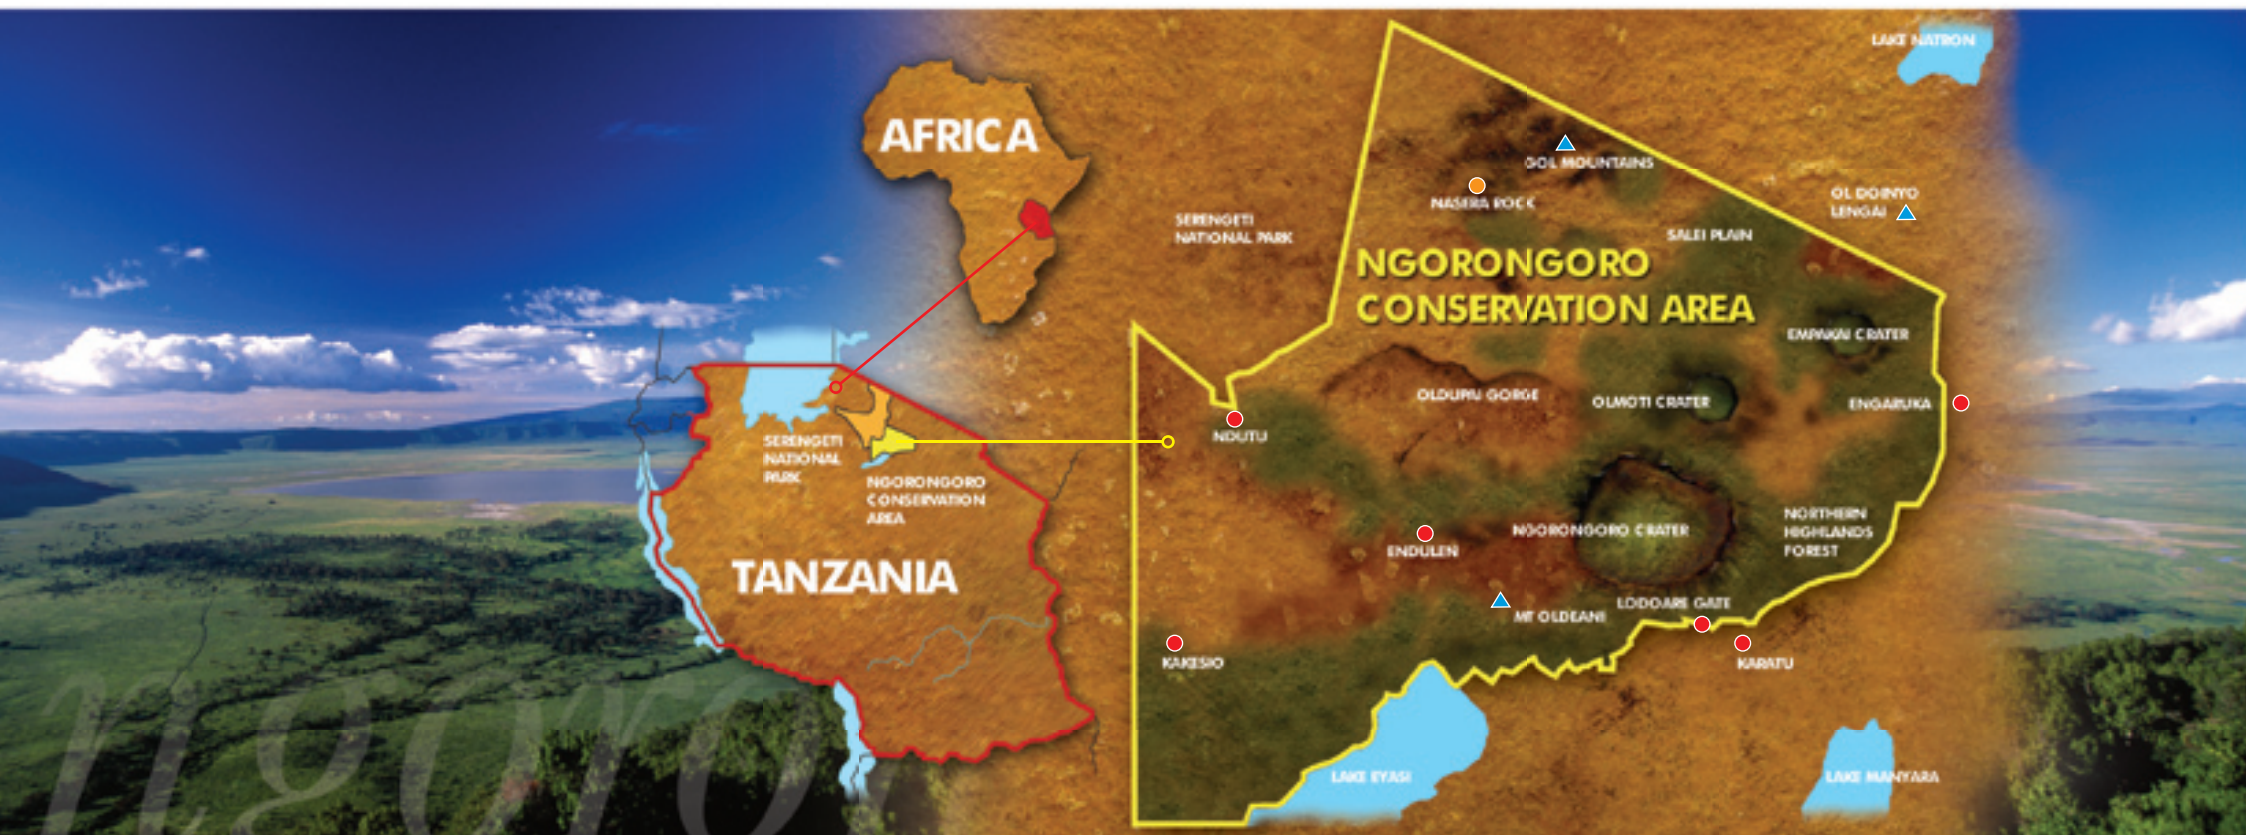 AFRICA
SERENGETI
NATIONAL
PARK
NGORONGORO
CONSERVATION
AREA
TANZANIA
LAKE NATRON
GOL MOUNTAINS
NASERA ROCK
OL DOINYO
LENGAI
SERENGETI
NATIONAL PARK
SALEI PLAIN
NGORONGORO
CONSERVATION AREA
EMPAKAI CRATER
OLDUPAI GORGE
OLMOTI CRATER
ENGARUKA
NDUTU
NORTHERN
HIGHLANDS
FOREST
NGORONGORO CRATER
ENDULEN
LODOARE GATE
MT OLDEANI
KAKESIO
KARATU
LAKE EYASI
LAKE MANYARA
ngoro